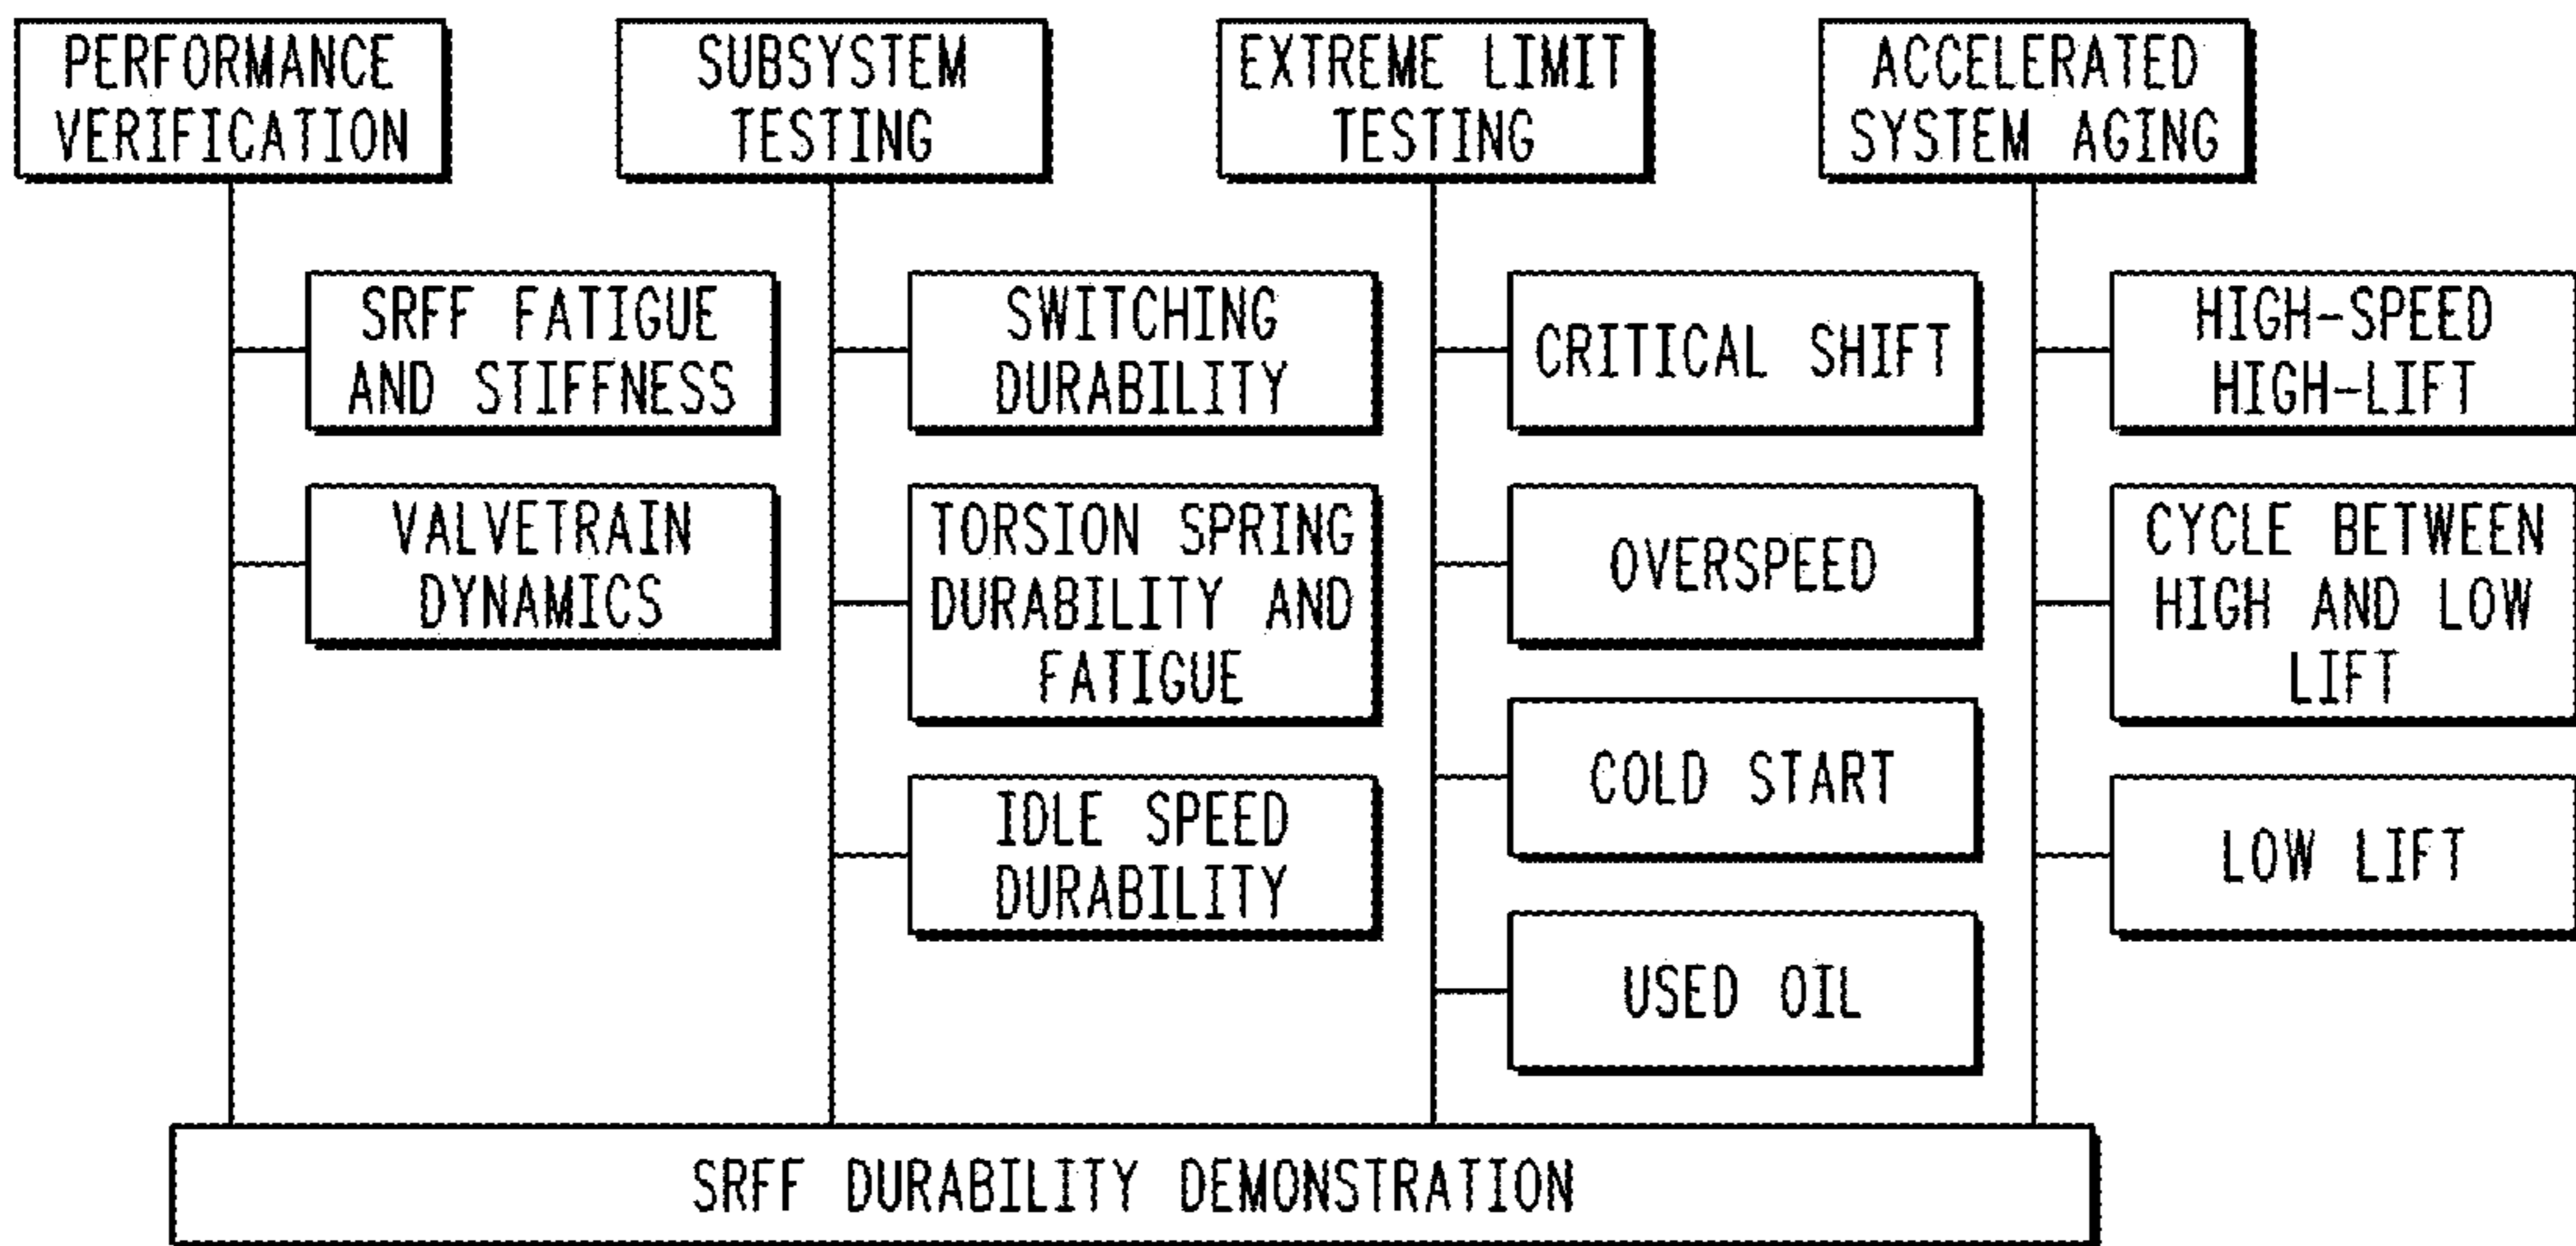 PERFORMANCE
VERIFICATION
SRFF FATIGUE
AND STIFFNESS
VALVETRAIN
DYNAMICS
SUBSYSTEM
TESTING
SWITCHING
DURABILITY
TORSION SPRING
DURABILITY AND
FATIGUE
IDLE SPEED
DURABILITY
EXTREME LIMIT
TESTING
CRITICAL SHIFT
OVERSPEED
COLD START
USED OIL
ACCELERATED
SYSTEM AGING
HIGH-SPEED
HIGH-LIFT
CYCLE BETWEEN
HIGH AND LOW
LIFT
LOW LIFT
SRFF DURABILITY DEMONSTRATION